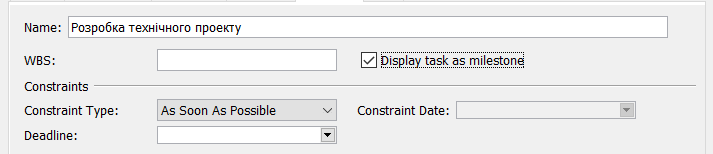 Name: Розробка технічного проекту
WBS: Display task as milestone
Constraints
Constraint Type: As Soon As Possible Constraint Date:
Deadline: